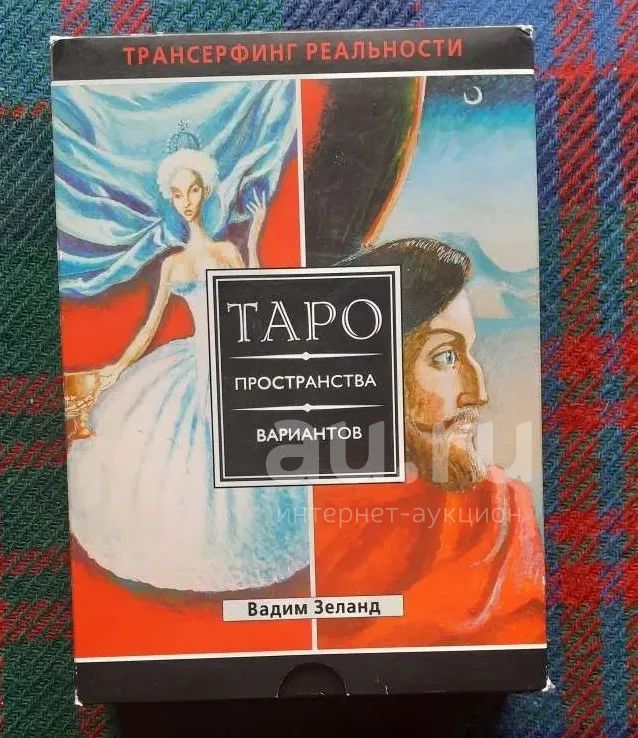 ТРАНСЕРФИНГ РЕАЛЬНОСТИ
ТАРО
ПРОСТРАНСТВА
ВАРИАНТОВ
au.ru
интернет-аукцион
Вадим Зеланд